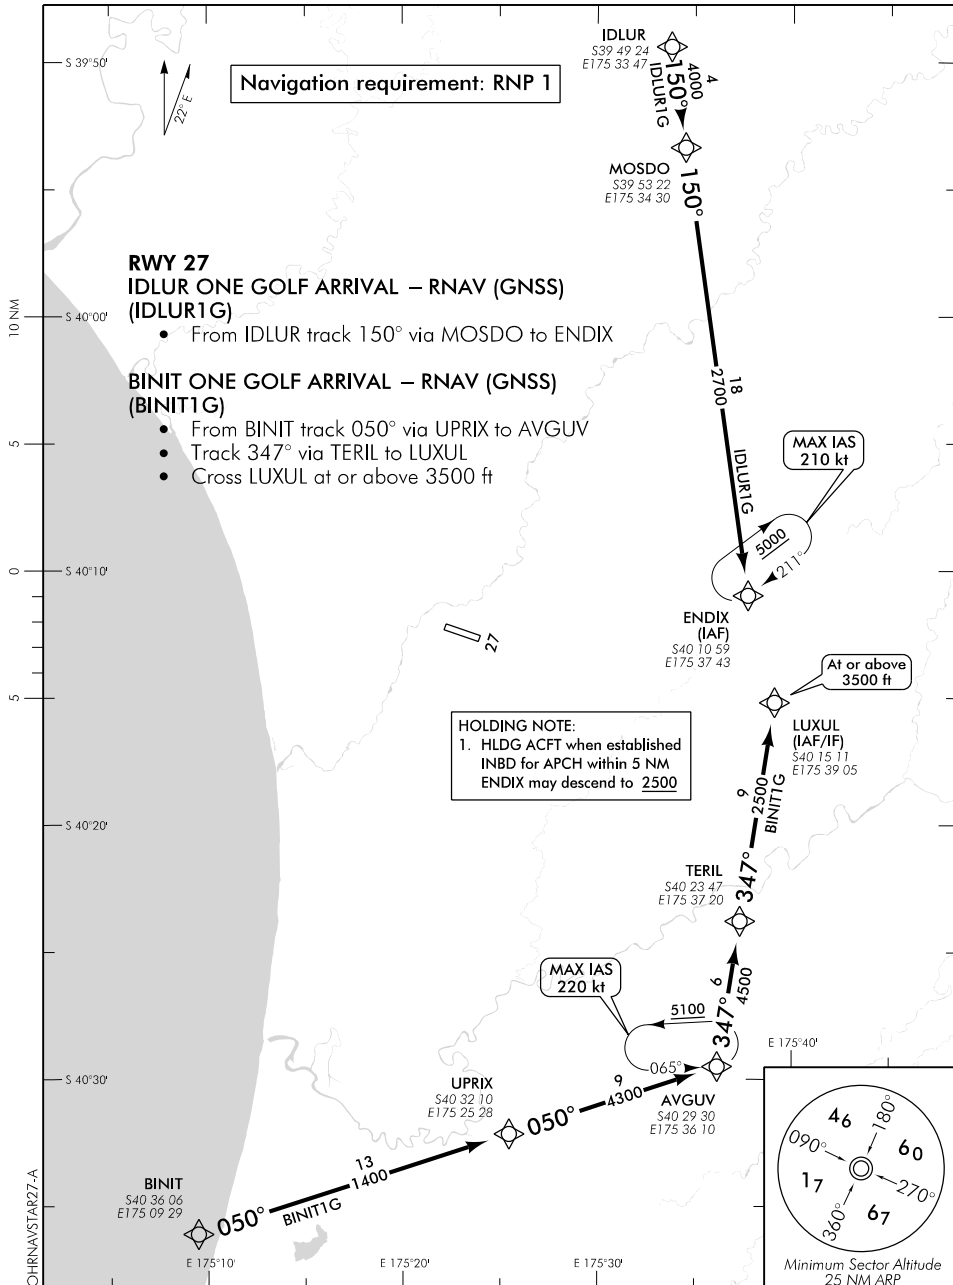 IDLUR
S39 49 24
E175 33 47
S 39°50'
22° E
Navigation requirement: RNP 1
4
4000
150°
IDLUR1G
MOSDO
S39 53 22
E175 34 30
150°
RWY 27
IDLUR ONE GOLF ARRIVAL – RNAV (GNSS)
(IDLUR1G)
• From IDLUR track 150° via MOSDO to ENDIX
BINIT ONE GOLF ARRIVAL – RNAV (GNSS)
(BINIT1G)
• From BINIT track 050° via UPRIX to AVGUV
• Track 347° via TERIL to LUXUL
• Cross LUXUL at or above 3500 ft
10 NM
S 40°00'
18
2700
5
MAX IAS
210 kt
IDLUR1G
5000
211°
0
S 40°10'
ENDIX
(IAF)
S40 10 59
E175 37 43
27
At or above
3500 ft
5
LUXUL
(IAF/IF)
S40 15 11
E175 39 05
HOLDING NOTE:
1. HLDG ACFT when established
INBD for APCH within 5 NM
ENDIX may descend to 2500
9
2500
BINIT1G
S 40°20'
347°
TERIL
S40 23 47
E175 37 20
MAX IAS
220 kt
6
4500
347°
5100
065°
E 175°40'
S 40°30'
UPRIX
S40 32 10
E175 25 28
050°
9
4300
AVGUV
S40 29 30
E175 36 10
46
180°
090°
60
17
270°
360°
67
Minimum Sector Altitude
25 NM ARP
BINIT
S40 36 06
E175 09 29
050°
13
1400
BINIT1G
OHRNAVSTAR27-A
E 175°10'
E 175°20'
E 175°30'